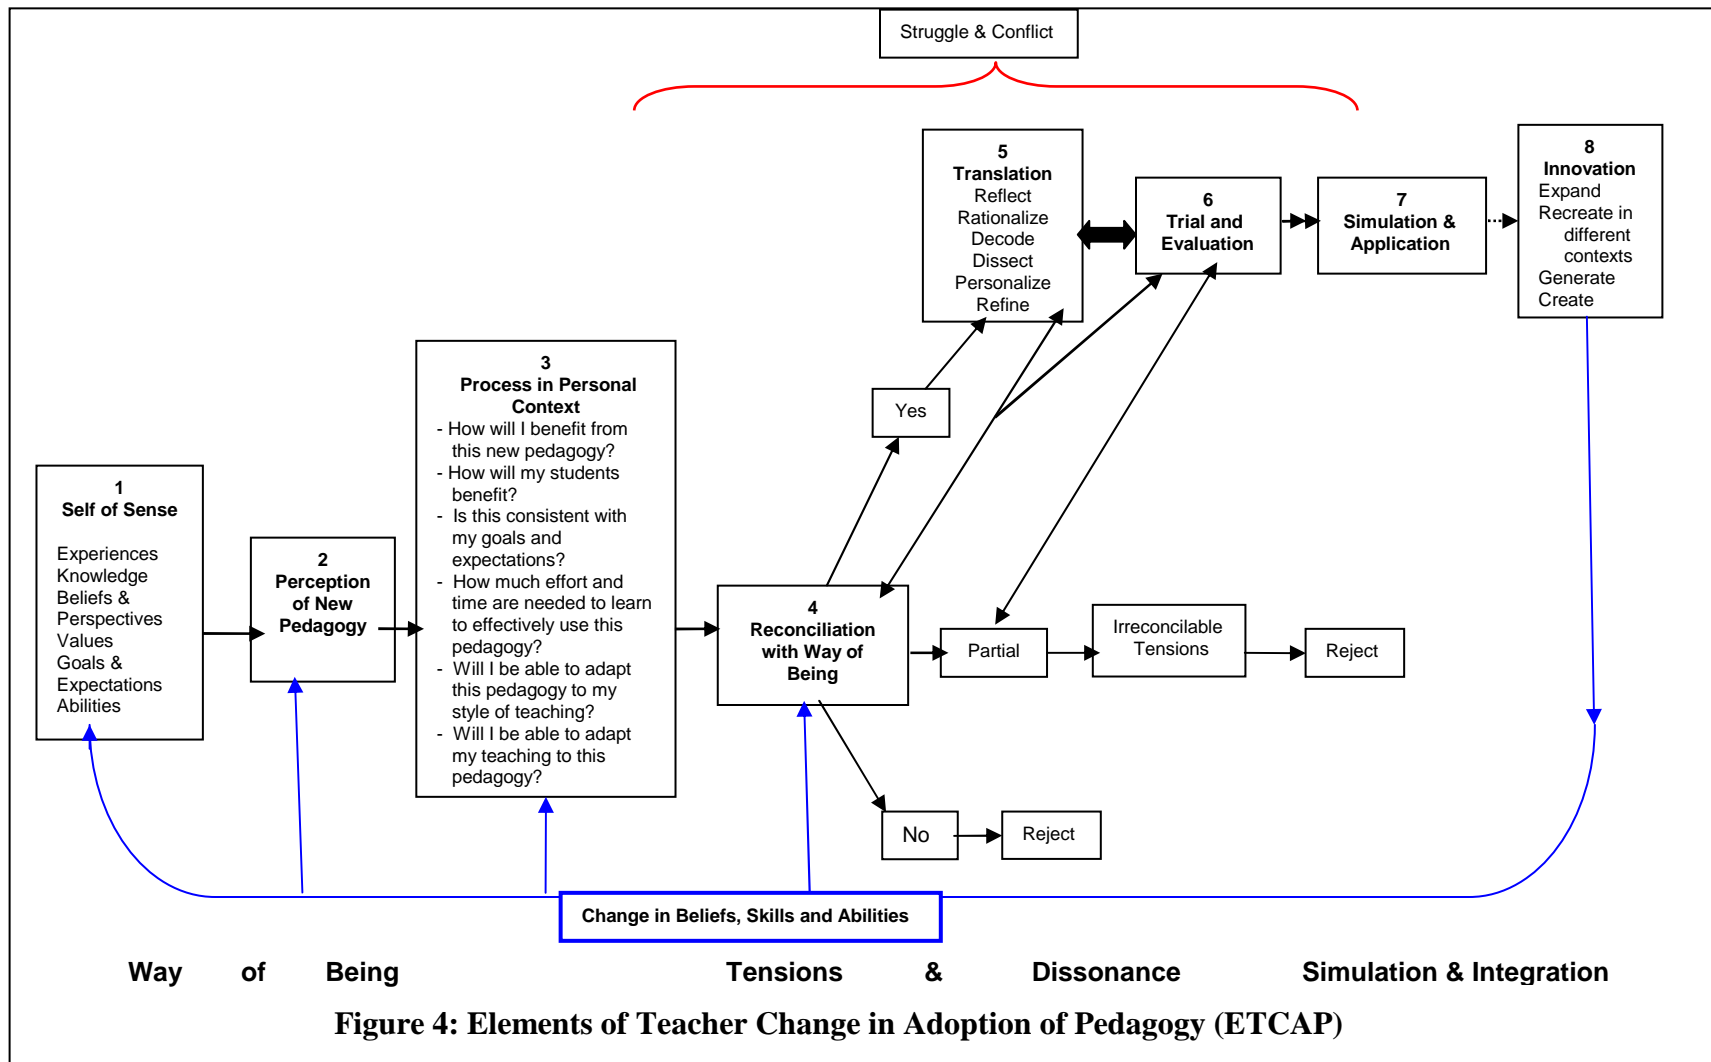 Struggle & Conflict
1
Self of Sense
Experiences
Knowledge
Beliefs &
Perspectives
Values
Goals &
Expectations
Abilities
2
Perception
of New
Pedagogy
3
Process in Personal
Context
- How will I benefit from
this new pedagogy?
- How will my students
benefit?
- Is this consistent with
my goals and
expectations?
- How much effort and
time are needed to learn
to effectively use this
pedagogy?
- Will I be able to adapt
this pedagogy to my
style of teaching?
- Will I be able to adapt
my teaching to this
pedagogy?
4
Reconciliation
with Way of
Being
Yes
Partial
Irreconcilable
Tensions
Reject
No
Reject
5
Translation
Reflect
Rationalize
Decode
Dissect
Personalize
Refine
6
Trial and
Evaluation
7
Simulation &
Application
8
Innovation
Expand
Recreate in
different
contexts
Generate
Create
Change in Beliefs, Skills and Abilities
Way of Being Tensions & Dissonance Simulation & Integration
Figure 4: Elements of Teacher Change in Adoption of Pedagogy (ETCAP)